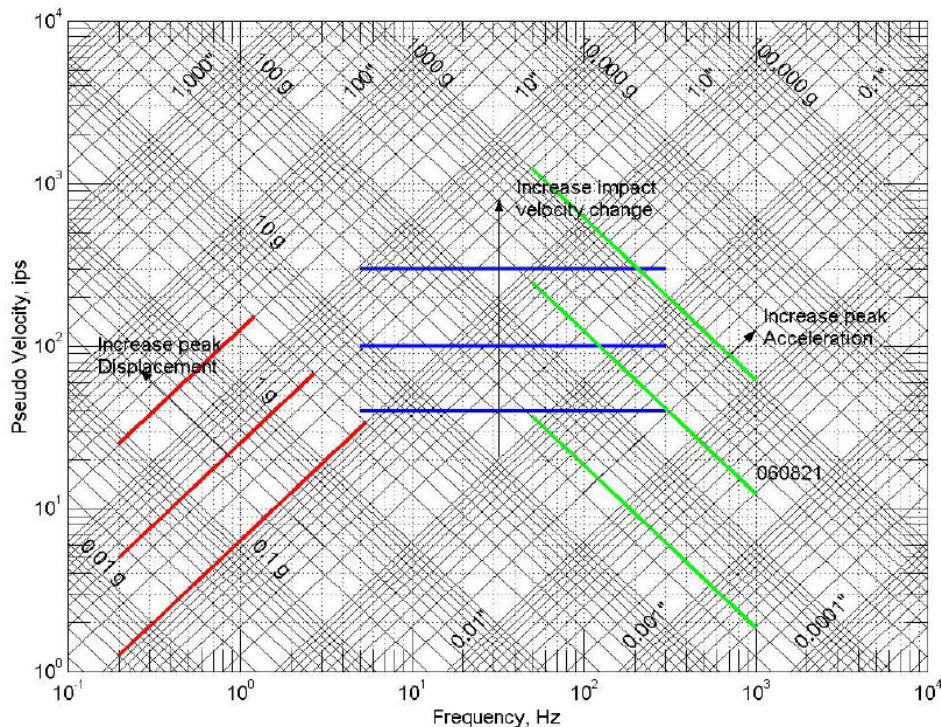 10⁴
1,000"
100 g
100"
1000 g
10"
10,000 g
1.0"
100,000 g
0.1"
10³
Increase impact
velocity change
10 g
Pseudo Velocity, ips
10²
Increase peak
Displacement
Increase peak
Acceleration
1 g
060821
10¹
0.01 g
0.1 g
0.01"
0.001"
0.0001"
10⁰
10⁻¹
10⁰
10¹
10²
10³
10⁴
Frequency, Hz